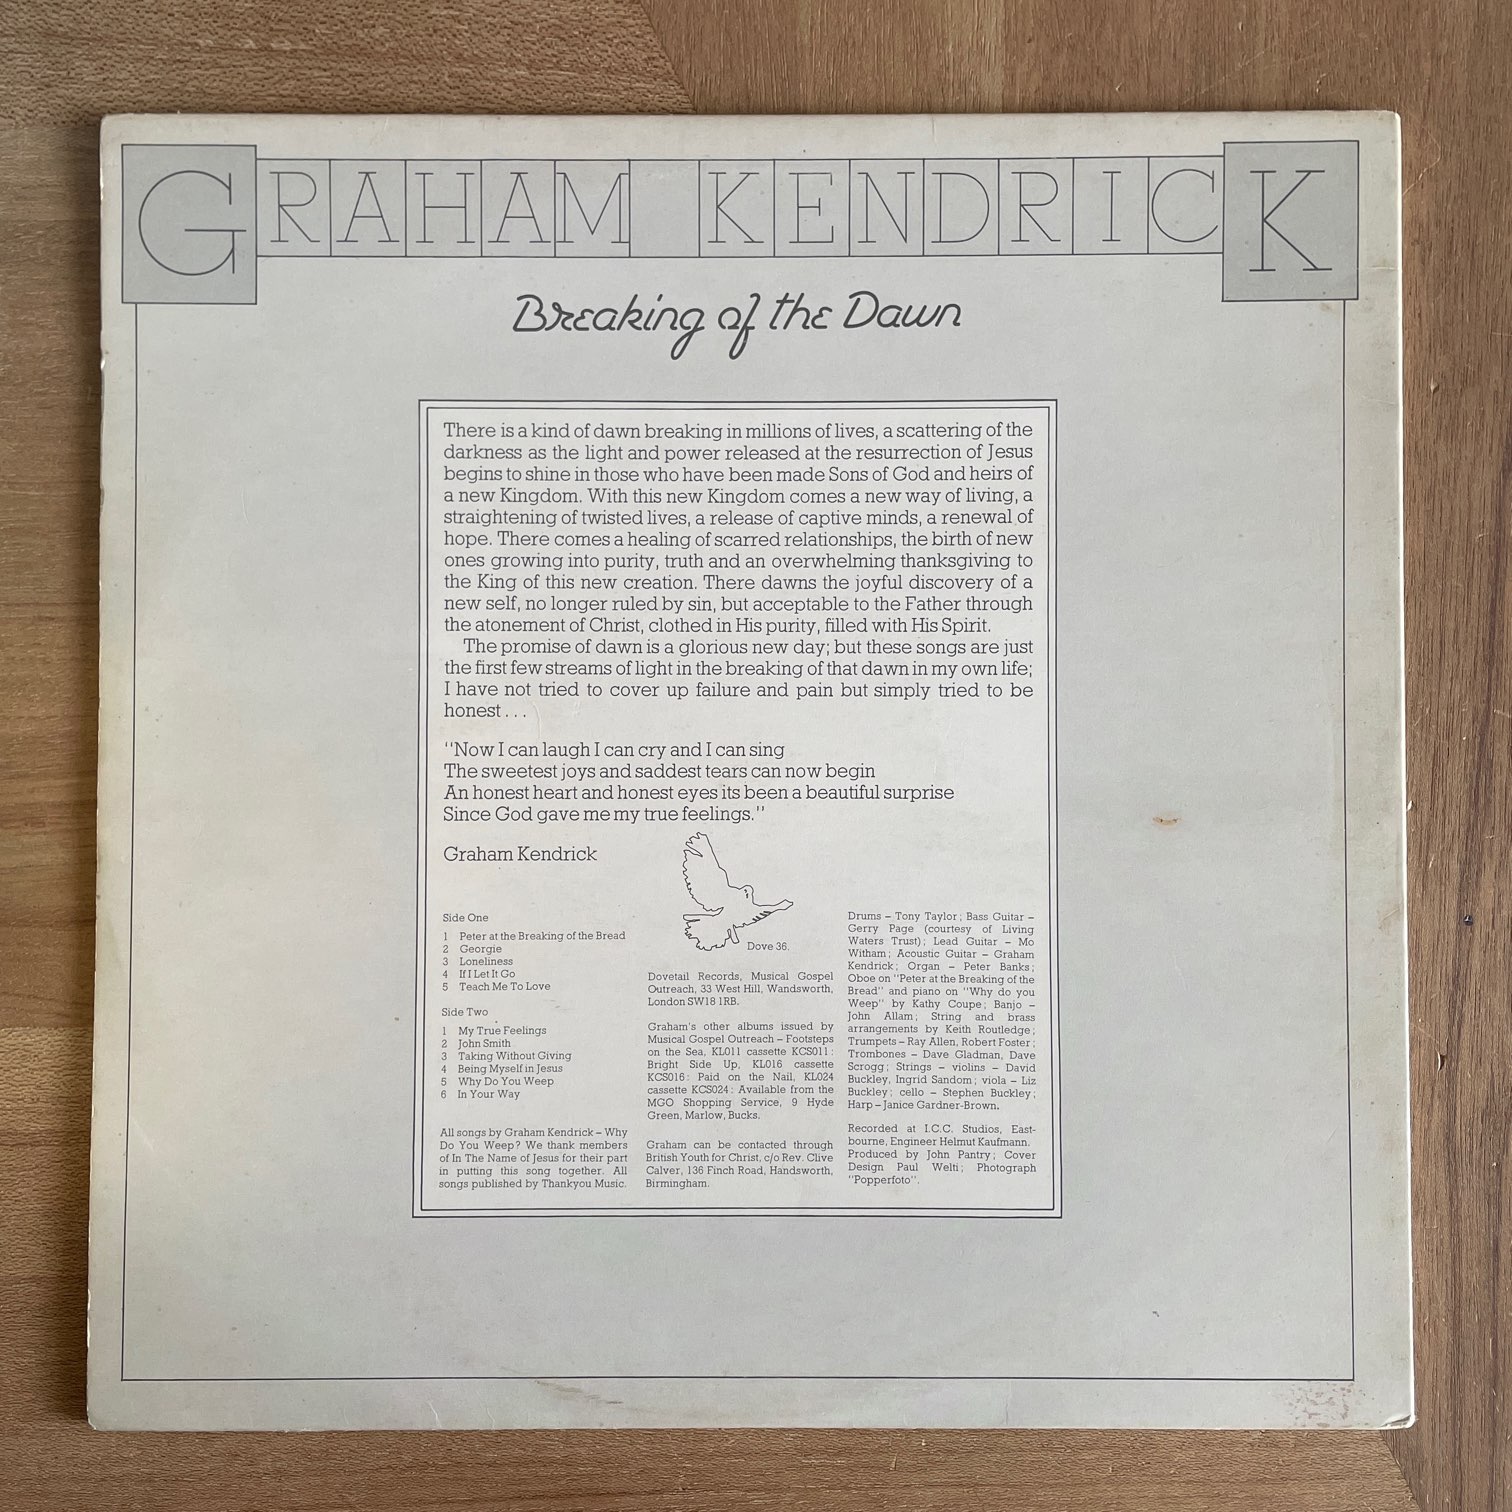 GRAHAM KENDRICK
Breaking of the Dawn
There is a kind of dawn breaking in millions of lives, a scattering of the
darkness as the light and power released at the resurrection of Jesus
begins to shine in those who have been made Sons of God and heirs of
a new Kingdom. With this new Kingdom comes a new way of living, a
straightening of twisted lives, a release of captive minds, a renewal of
hope. There comes a healing of scarred relationships, the birth of new
ones growing into purity, truth and an overwhelming thanksgiving to
the King of this new creation. There dawns the joyful discovery of a
new self, no longer ruled by sin, but acceptable to the Father through
the atonement of Christ, clothed in His purity, filled with His Spirit.
The promise of dawn is a glorious new day; but these songs are just
the first few streams of light in the breaking of that dawn in my own life;
I have not tried to cover up failure and pain but simply tried to be
honest...
"Now I can laugh I can cry and I can sing
The sweetest joys and saddest tears can now begin
An honest heart and honest eyes its been a beautiful surprise
Since God gave me my true feelings."
Graham Kendrick
Side One
1 Peter at the Breaking of the Bread
2 Georgie
3 Loneliness
4 If I Let It Go
5 Teach Me To Love
Side Two
1 My True Feelings
2 John Smith
3 Taking Without Giving
4 Being Myself in Jesus
5 Why Do You Weep
6 In Your Way
All songs by Graham Kendrick – Why
Do You Weep? We thank members
of In The Name of Jesus for their part
in putting this song together. All
songs published by Thankyou Music.
Dove 36.
Dovetail Records, Musical Gospel
Outreach, 33 West Hill, Wandsworth,
London SW18 1RB.
Graham's other albums issued by
Musical Gospel Outreach – Footsteps
on the Sea, KL011 cassette KCS011:
Bright Side Up, KL016 cassette
KCS016: Paid on the Nail, KL024
cassette KCS024: Available from the
MGO Shopping Service, 9 Hyde
Green, Marlow, Bucks.
Graham can be contacted through
British Youth for Christ, c/o Rev. Clive
Calver, 136 Finch Road, Handsworth,
Birmingham.
Drums – Tony Taylor; Bass Guitar –
Gerry Page (courtesy of Living
Waters Trust); Lead Guitar – Mo
Witham; Acoustic Guitar – Graham
Kendrick; Organ – Peter Banks;
Oboe on "Peter at the Breaking of the
Bread" and piano on "Why do you
Weep" by Kathy Coupe; Banjo –
John Allam; String and brass
arrangements by Keith Routledge;
Trumpets – Ray Allen, Robert Foster;
Trombones – Dave Gladman, Dave
Scrogg; Strings – violins – David
Buckley, Ingrid Sandom; viola – Liz
Buckley; cello – Stephen Buckley;
Harp – Janice Gardner-Brown.
Recorded at I.C.C. Studios, East-
bourne, Engineer Helmut Kaufmann.
Produced by John Pantry; Cover
Design Paul Welti; Photograph
"Popperfoto".